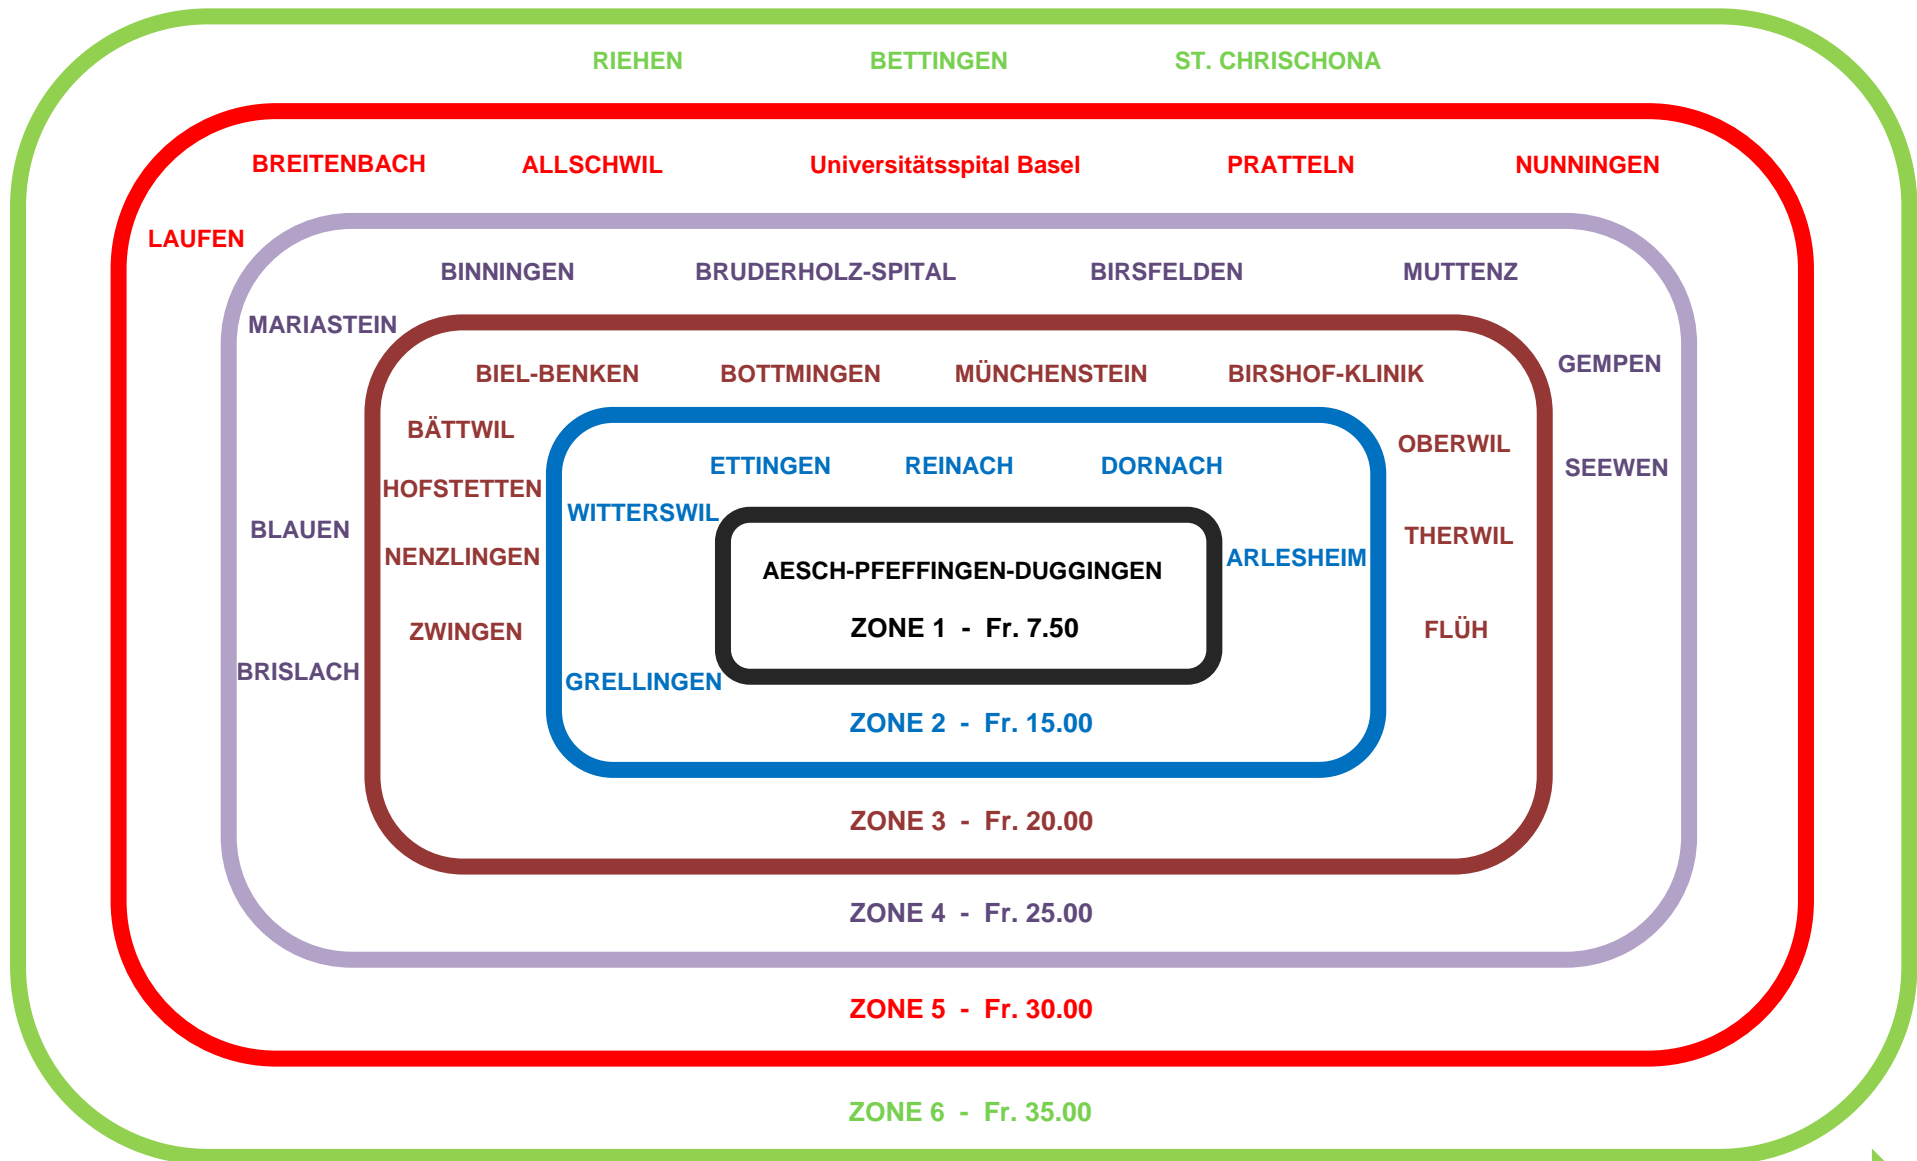 RIEHEN BETTINGEN ST. CHRISCHONA
BREITENBACH ALLSCHWIL Universitätsspital Basel PRATTELN NUNNINGEN
LAUFEN
BINNINGEN BRUDERHOLZ-SPITAL BIRSFELDEN MUTTENZ
MARIASTEIN
GEMPEN
BIEL-BENKEN BOTTMINGEN MÜNCHENSTEIN BIRSHOF-KLINIK
BÄTTWIL
OBERWIL
ETTINGEN REINACH DORNACH
SEEWEN
HOFSTETTEN
WITTERSWIL
BLAUEN
THERWIL
NENZLINGEN
ARLESHEIM
AESCH-PFEFFINGEN-DUGGINGEN
ZONE 1 - Fr. 7.50
ZWINGEN
FLÜH
BRISLACH
GRELLINGEN
ZONE 2 - Fr. 15.00
ZONE 3 - Fr. 20.00
ZONE 4 - Fr. 25.00
ZONE 5 - Fr. 30.00
ZONE 6 - Fr. 35.00